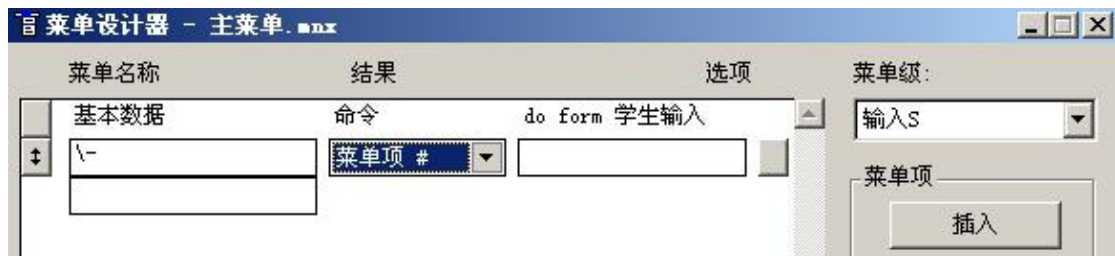 菜单设计器 - 主菜单.mnx
菜单名称 结果 选项 菜单级:
基本数据 命令 do form 学生输入 输入S
\- 菜单项 #
菜单项
插入